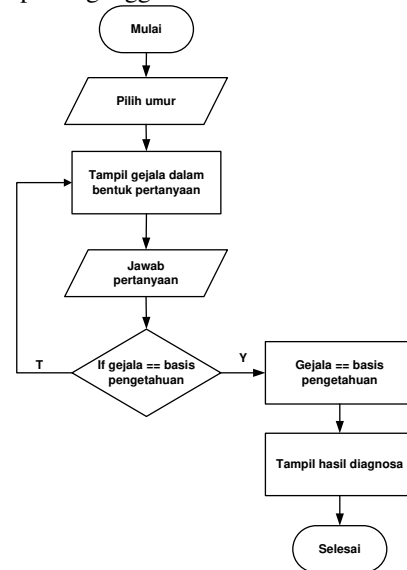 Mulai
Pilih umur
Tampil gejala dalam
bentuk pertanyaan
Jawab
pertanyaan
If gejala == basis
pengetahuan
T
Y
Gejala == basis
pengetahuan
Tampil hasil diagnosa
Selesai